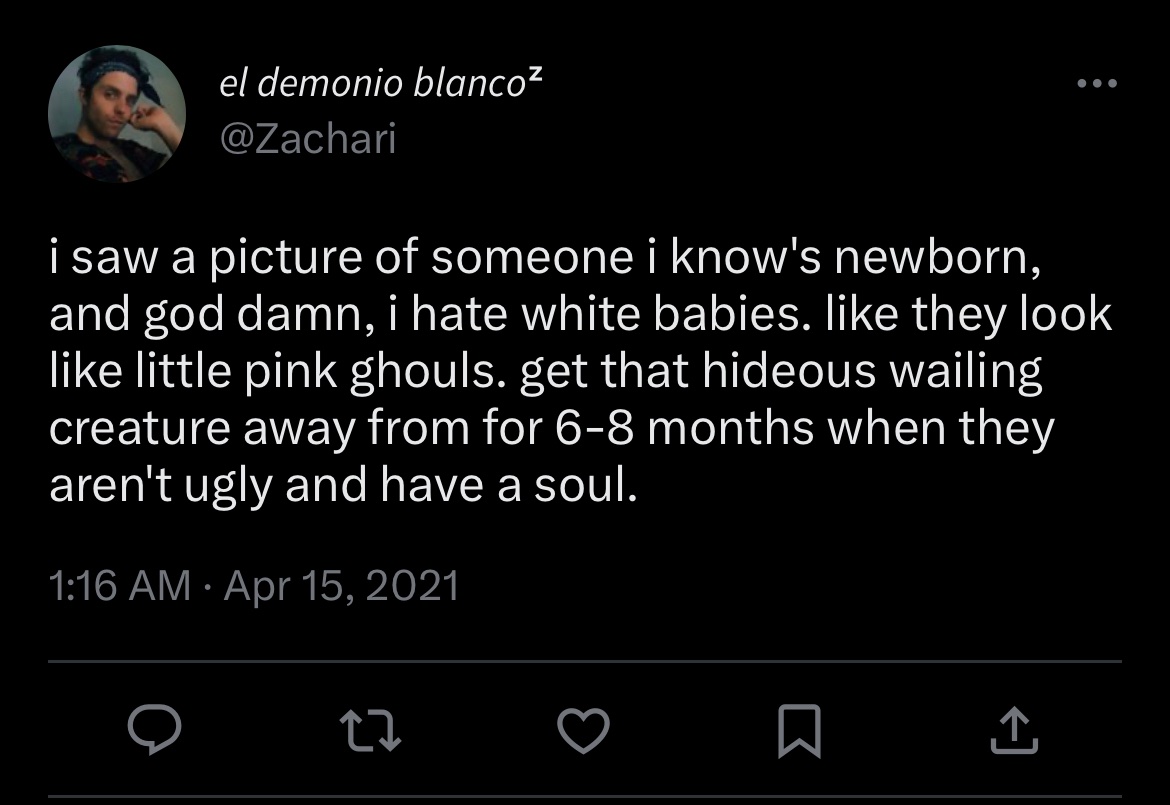 el demonio blancoᶻ
@Zachari
i saw a picture of someone i know's newborn,
and god damn, i hate white babies. like they look
like little pink ghouls. get that hideous wailing
creature away from for 6-8 months when they
aren't ugly and have a soul.
1:16 AM · Apr 15, 2021